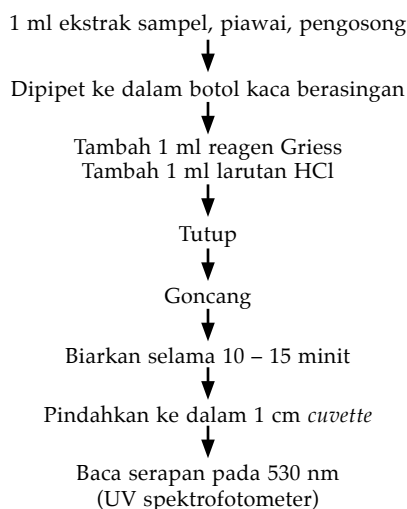 1 ml ekstrak sampel, piawai, pengosong
Dipipet ke dalam botol kaca berasingan
Tambah 1 ml reagen Griess
Tambah 1 ml larutan HCl
Tutup
Goncang
Biarkan selama 10 – 15 minit
Pindahkan ke dalam 1 cm cuvette
Baca serapan pada 530 nm
(UV spektrofotometer)